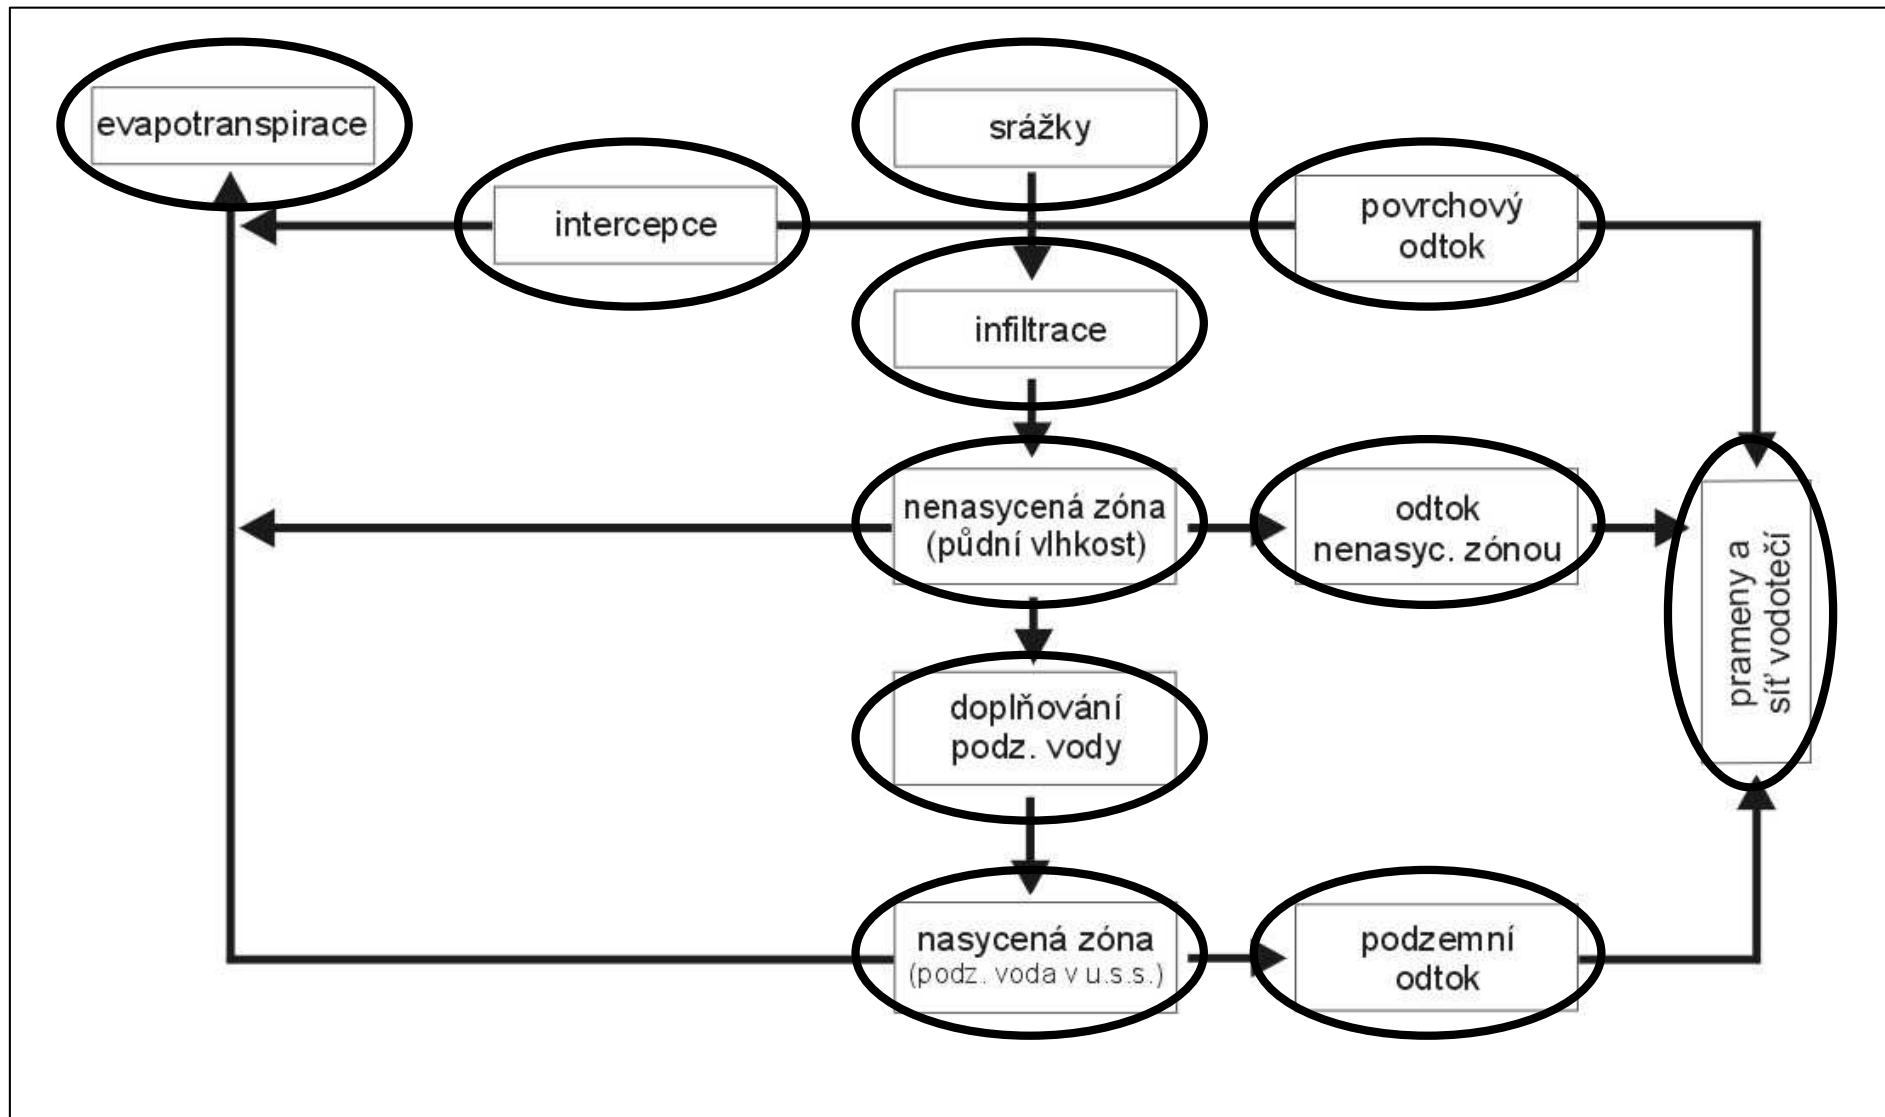 evapotranspirace
srážky
intercepce
povrchový
odtok
infiltrace
nenasycená zóna
(půdní vlhkost)
odtok
nenasyc. zónou
prameny a
síť vodotečí
doplňování
podz. vody
nasycená zóna
(podz. voda v u.s.s.)
podzemní
odtok